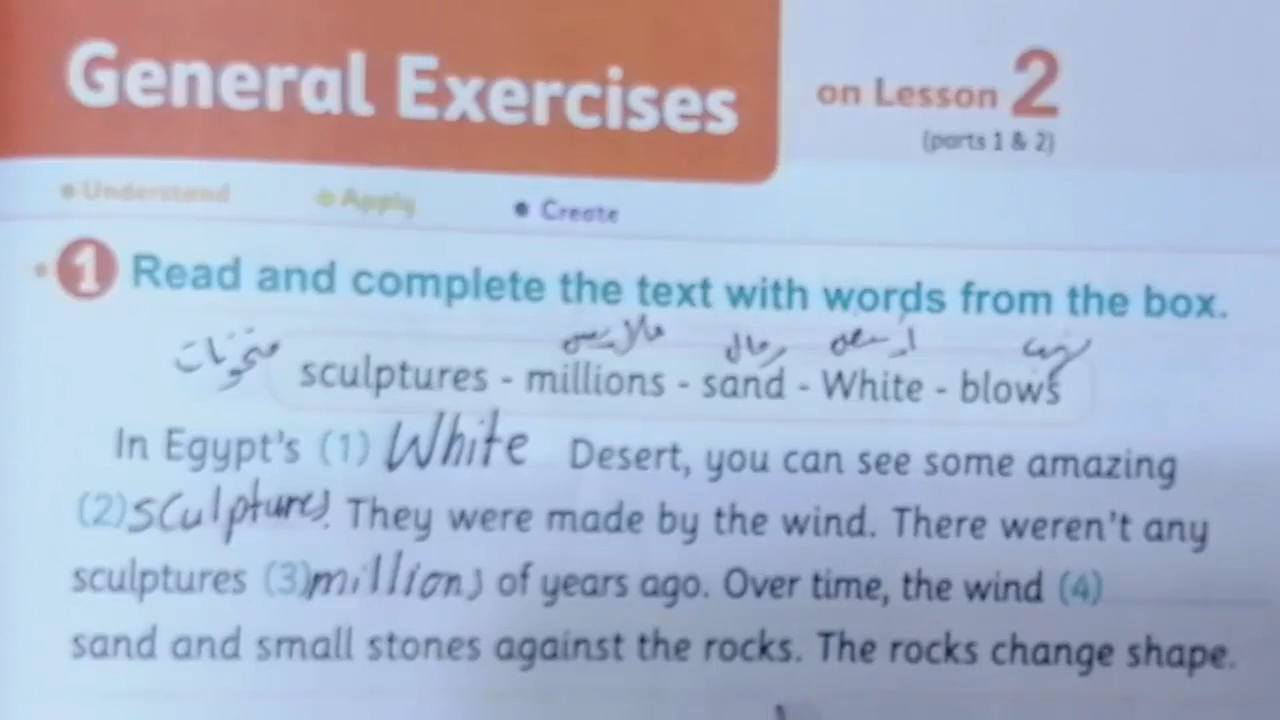 General Exercises on Lesson 2
(parts 1 & 2)
• Understand • Apply • Create
1 Read and complete the text with words from the box.
منحوتات ملايين رمال
sculptures - millions - sand - White - blows
In Egypt's (1) White Desert, you can see some amazing
(2) sculptures. They were made by the wind. There weren't any
sculptures (3) millions of years ago. Over time, the wind (4)
sand and small stones against the rocks. The rocks change shape.